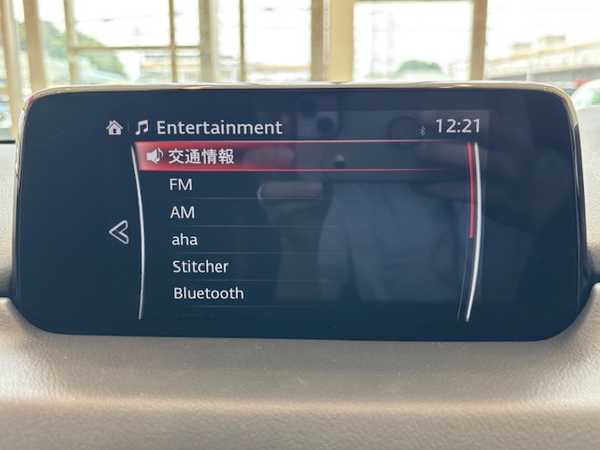 Entertainment
12:21
交通情報
FM
AM
aha
Stitcher
Bluetooth